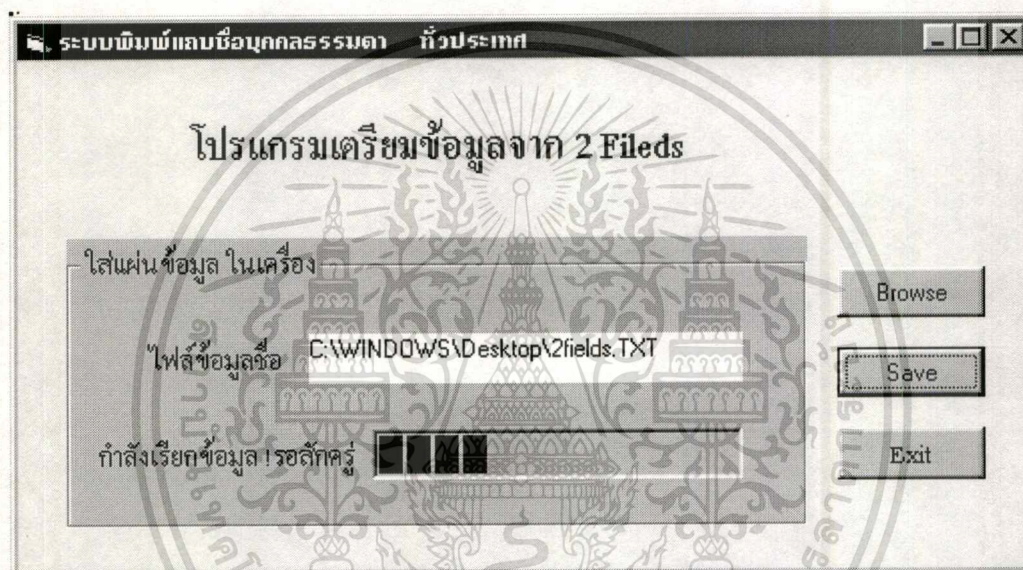 ระบบพิมพ์แถบชื่อบุคคลธรรมดา ทั่วประเทศ
โปรแกรมเตรียมข้อมูลจาก 2 Fileds
ใส่แผ่นข้อมูล ในเครื่อง
Browse
ไฟล์ข้อมูลชื่อ C:\WINDOWS\Desktop\2fields.TXT
Save
กำลังเรียกข้อมูล ! รอสักครู่
Exit